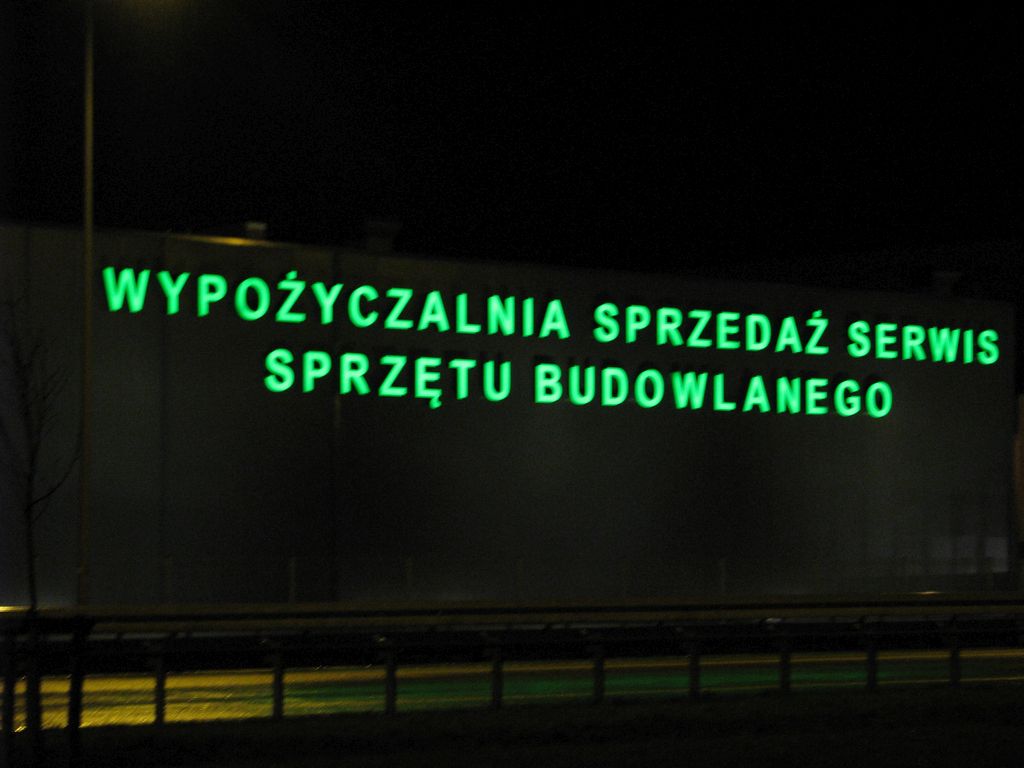 WYPOŻYCZALNIA SPRZEDAŻ SERWIS
SPRZĘTU BUDOWLANEGO